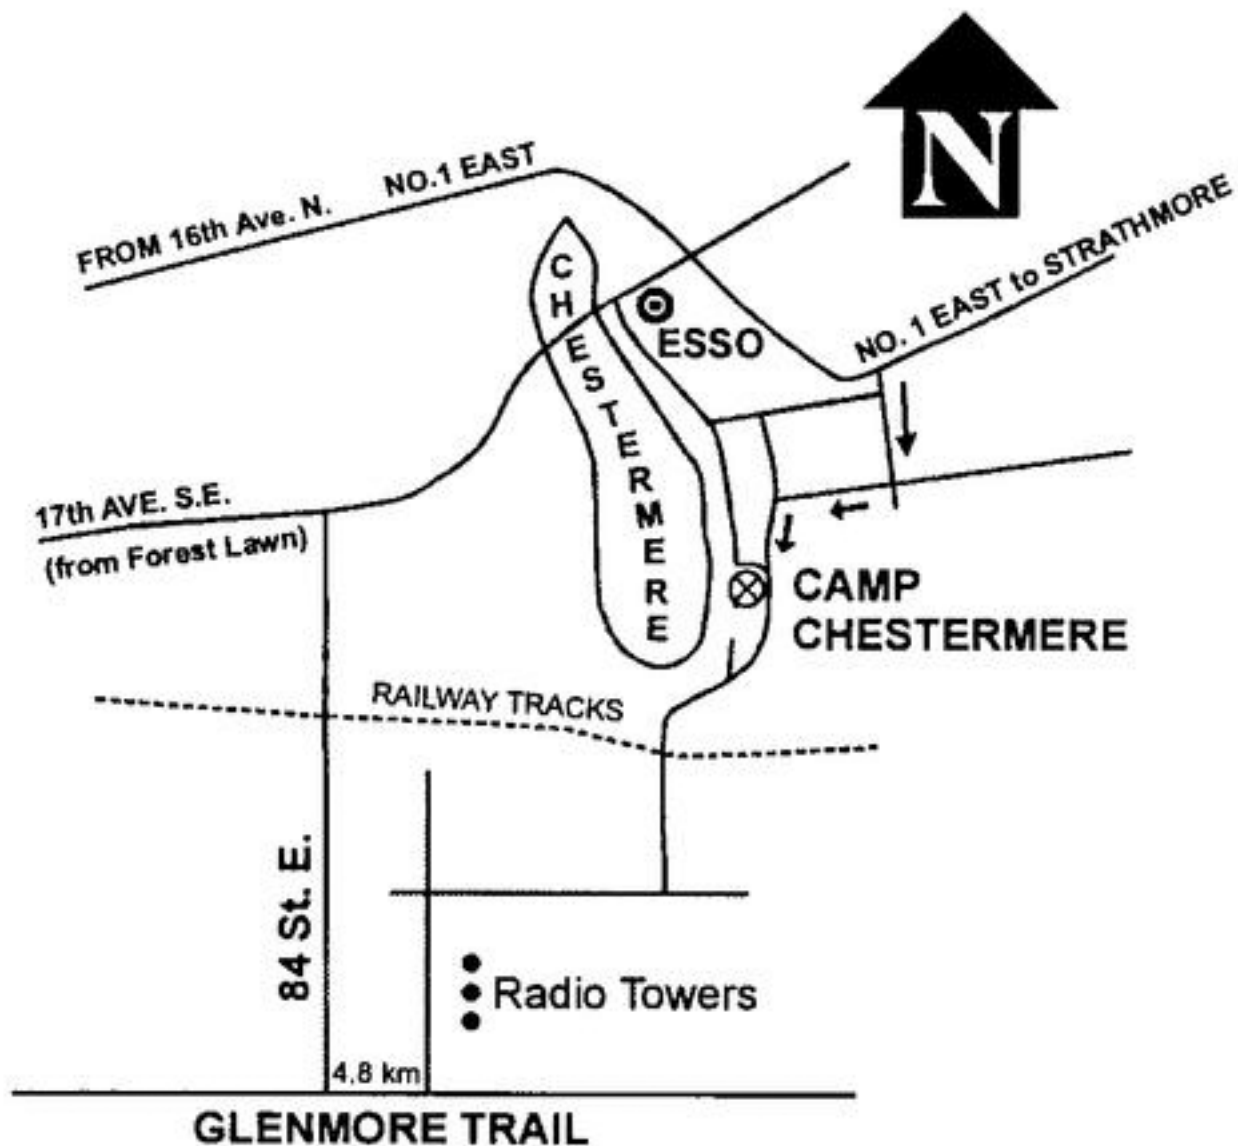 N
FROM 16th Ave. N. NO.1 EAST
NO. 1 EAST to STRATHMORE
CHESTERMERE
ESSO
17th AVE. S.E.
(from Forest Lawn)
CAMP
CHESTERMERE
RAILWAY TRACKS
84 St. E.
Radio Towers
4.8 km
GLENMORE TRAIL